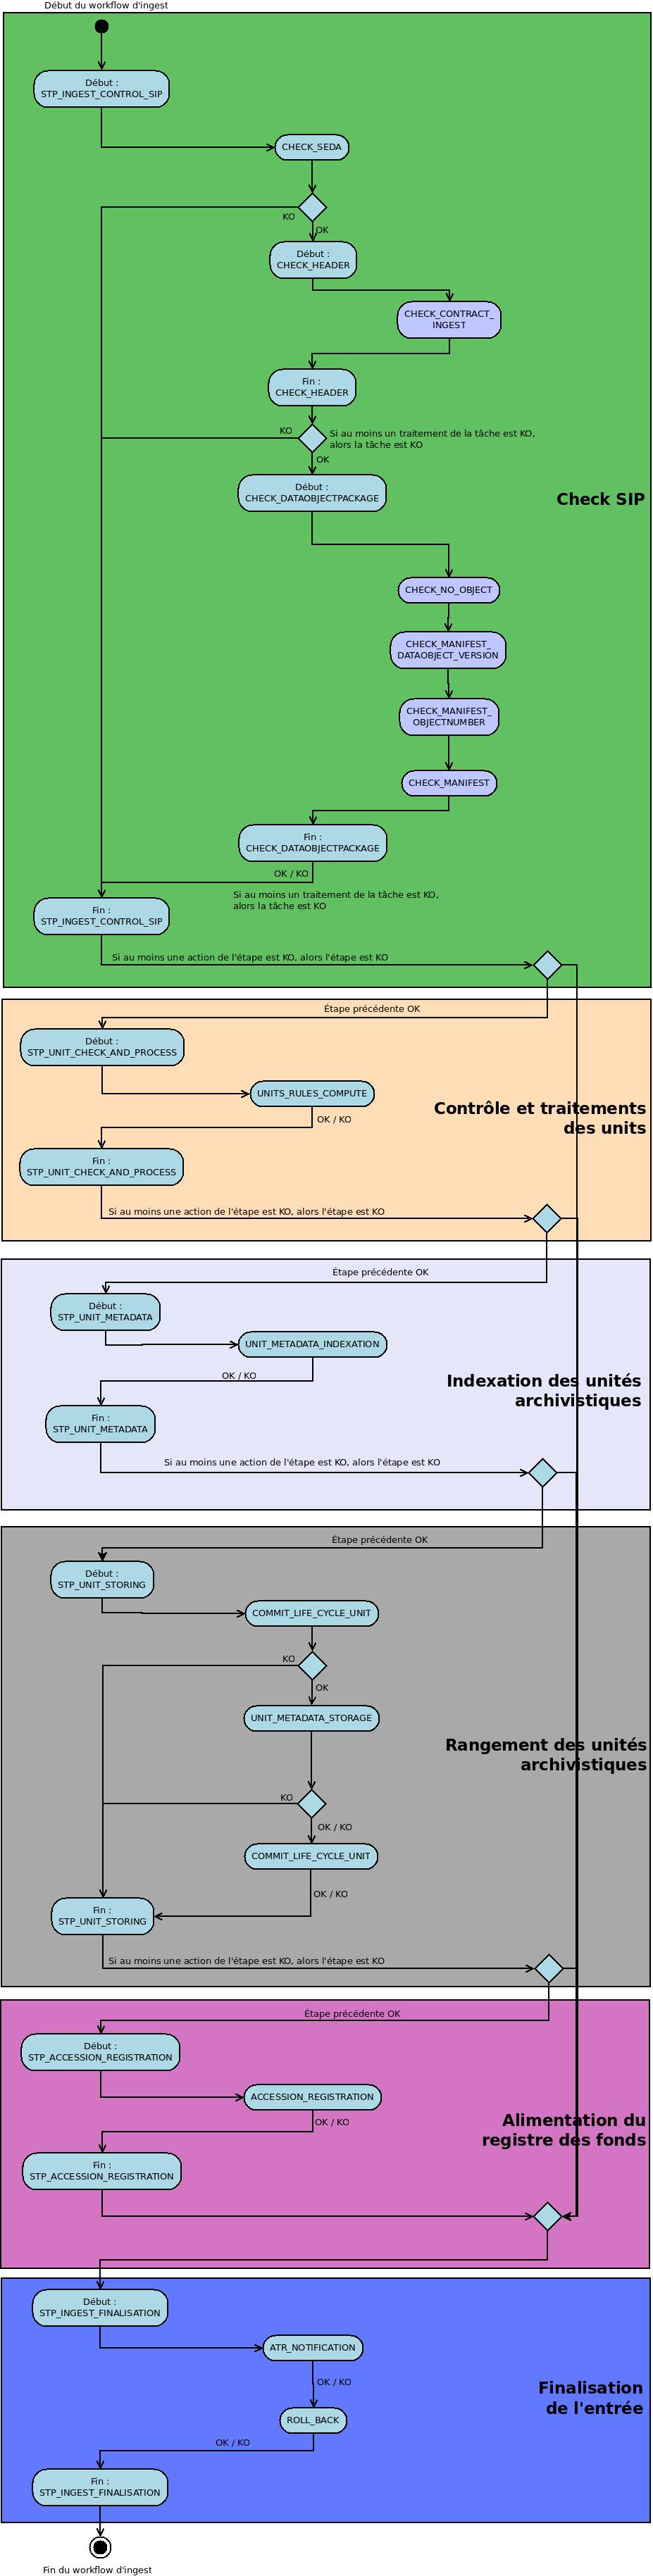 Début du workflow d'ingest
Début :
STP_INGEST_CONTROL_SIP
CHECK_SEDA
KO
OK
Début :
CHECK_HEADER
CHECK_CONTRACT_
INGEST
Fin :
CHECK_HEADER
KO
Si au moins un traitement de la tâche est KO,
alors la tâche est KO
OK
Début :
CHECK_DATAOBJECTPACKAGE
Check SIP
CHECK_NO_OBJECT
CHECK_MANIFEST_
DATAOBJECT_VERSION
CHECK_MANIFEST_
OBJECTNUMBER
CHECK_MANIFEST
Fin :
CHECK_DATAOBJECTPACKAGE
OK / KO
Si au moins un traitement de la tâche est KO,
alors la tâche est KO
Fin :
STP_INGEST_CONTROL_SIP
Si au moins une action de l'étape est KO, alors l'étape est KO
Étape précédente OK
Début :
STP_UNIT_CHECK_AND_PROCESS
UNITS_RULES_COMPUTE
Contrôle et traitements
des units
OK / KO
Fin :
STP_UNIT_CHECK_AND_PROCESS
Si au moins une action de l'étape est KO, alors l'étape est KO
Étape précédente OK
Début :
STP_UNIT_METADATA
UNIT_METADATA_INDEXATION
OK / KO
Indexation des unités
archivistiques
Fin :
STP_UNIT_METADATA
Si au moins une action de l'étape est KO, alors l'étape est KO
Étape précédente OK
Début :
STP_UNIT_STORING
COMMIT_LIFE_CYCLE_UNIT
KO
OK
UNIT_METADATA_STORAGE
Rangement des unités
archivistiques
KO
OK / KO
COMMIT_LIFE_CYCLE_UNIT
OK / KO
Fin :
STP_UNIT_STORING
Si au moins une action de l'étape est KO, alors l'étape est KO
Étape précédente OK
Début :
STP_ACCESSION_REGISTRATION
ACCESSION_REGISTRATION
OK / KO
Alimentation du
registre des fonds
Fin :
STP_ACCESSION_REGISTRATION
Début :
STP_INGEST_FINALISATION
ATR_NOTIFICATION
OK / KO
Finalisation
de l'entrée
ROLL_BACK
OK / KO
Fin :
STP_INGEST_FINALISATION
Fin du workflow d'ingest